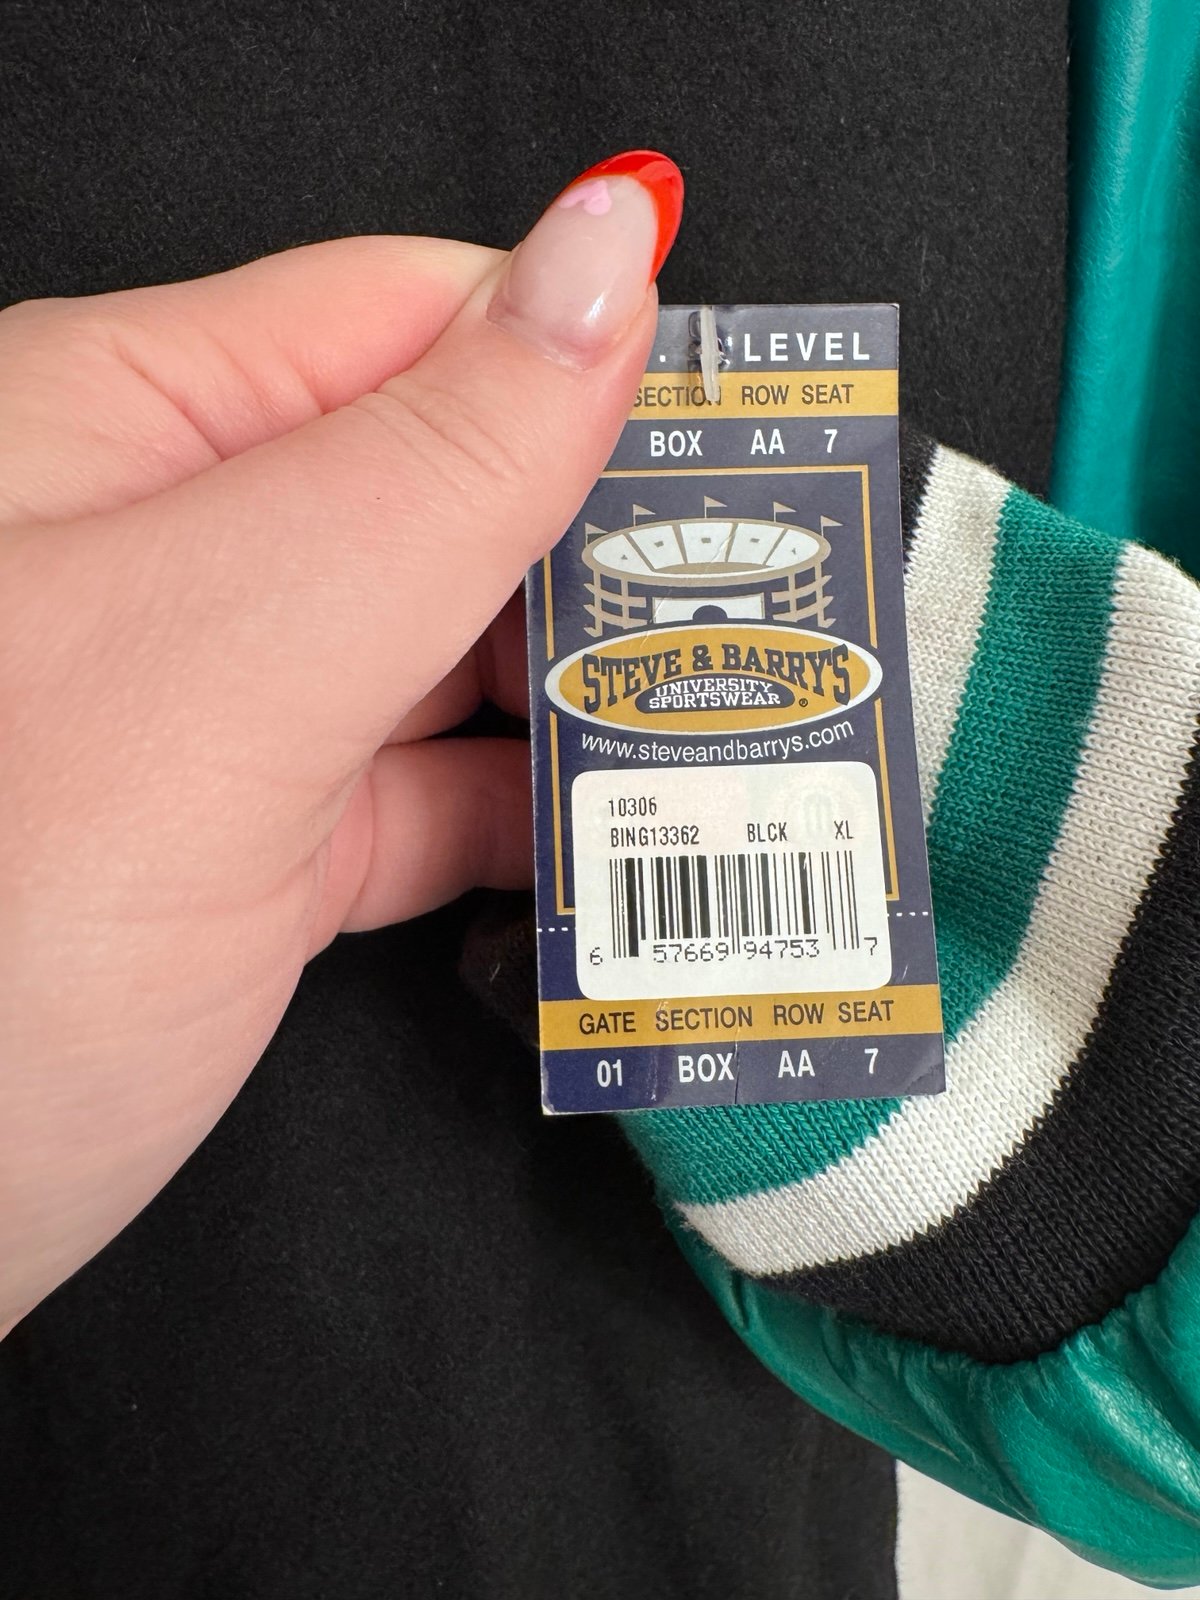 LEVEL
SECTION ROW SEAT
BOX AA 7
STEVE & BARRY'S
UNIVERSITY
SPORTSWEAR ®
www.steveandbarrys.com
10306
BING13362 BLCK XL
6 57669 94753 7
GATE SECTION ROW SEAT
01 BOX AA 7